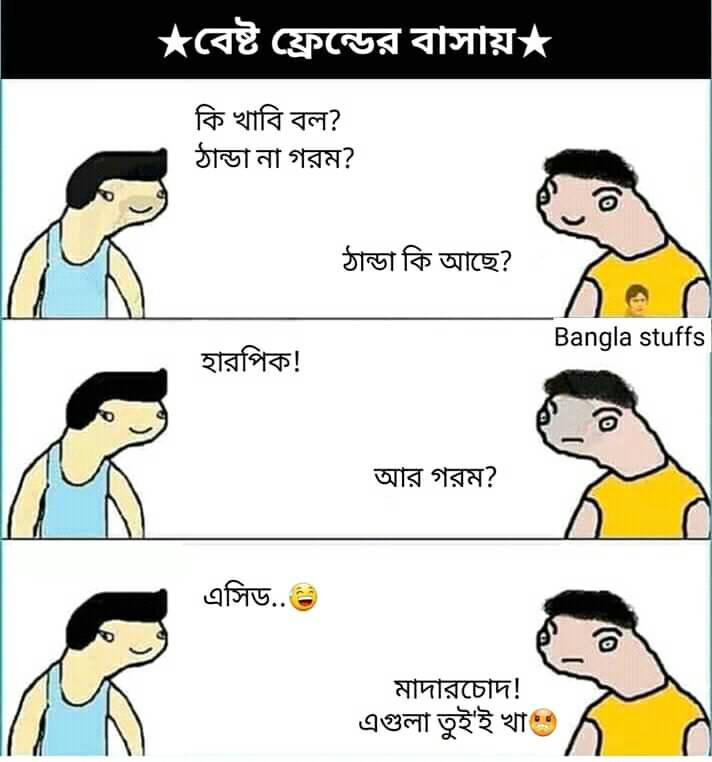 ★বেষ্ট ফ্রেন্ডের বাসায়★
কি খাবি বল?
ঠান্ডা না গরম?
ঠান্ডা কি আছে?
Bangla stuffs
হারপিক!
আর গরম?
এসিড..😅
মাদারচোদ!
এগুলা তুই'ই খা😠